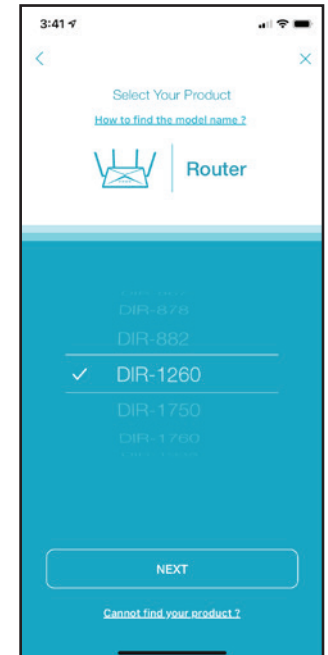 3:41
Select Your Product
How to find the model name ?
Router
DIR-878
DIR-882
DIR-1260
DIR-1750
DIR-1760
NEXT
Cannot find your product ?